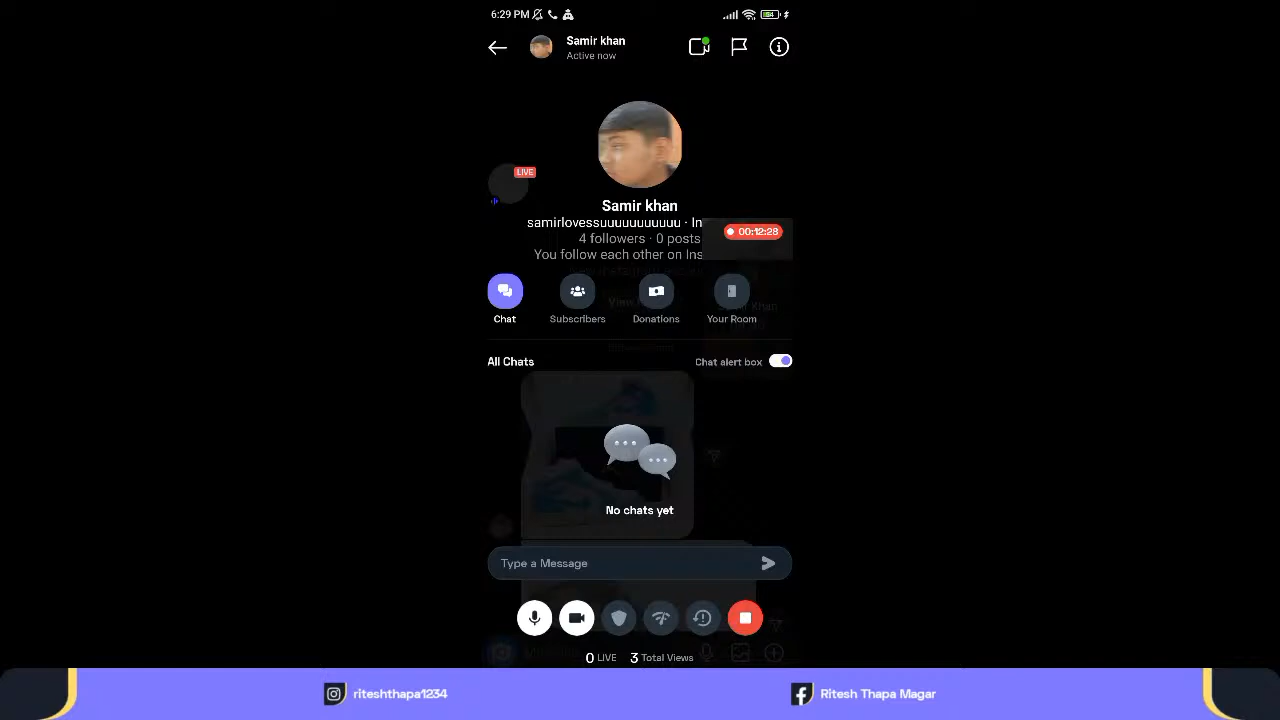 6:29 PM
54
Samir khan
Active now
LIVE
Samir khan
samirlovessuuuuuuuuuuu · In
4 followers · 0 posts
00:12:28
You follow each other on Ins
Chat
Subscribers
Donations
Your Room
All Chats
Chat alert box
No chats yet
Type a Message
0 LIVE 3 Total Views
riteshthapa1234
Ritesh Thapa Magar